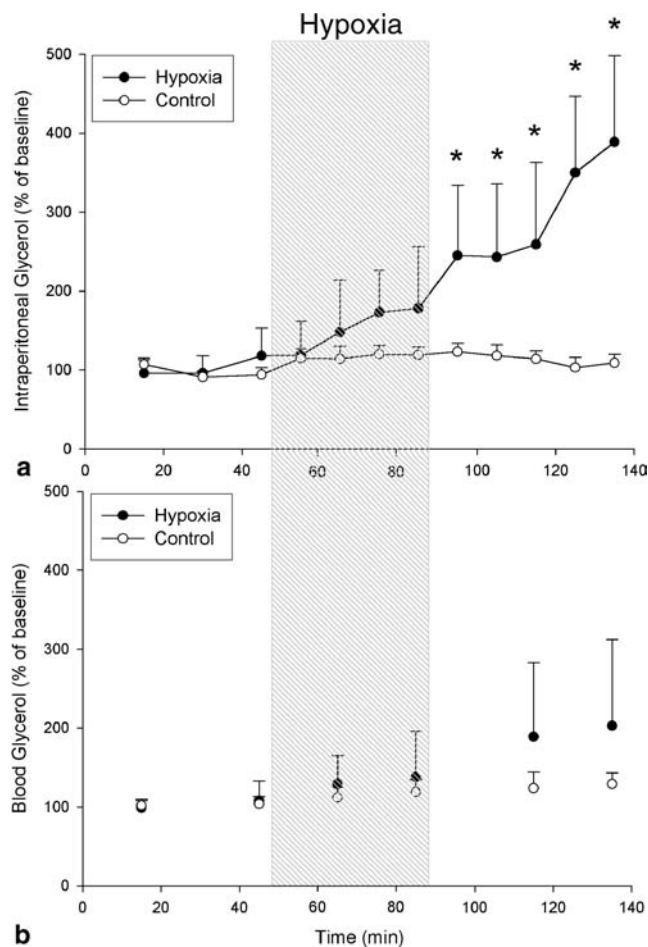 Hypoxia
500
400
300
200
100
0
Intraperitoneal Glycerol (% of baseline)
Hypoxia
Control
* * * * *
a
0 20 40 60 80 100 120 140
500
400
300
200
100
0
Blood Glycerol (% of baseline)
Hypoxia
Control
b
0 20 40 60 80 100 120 140
Time (min)